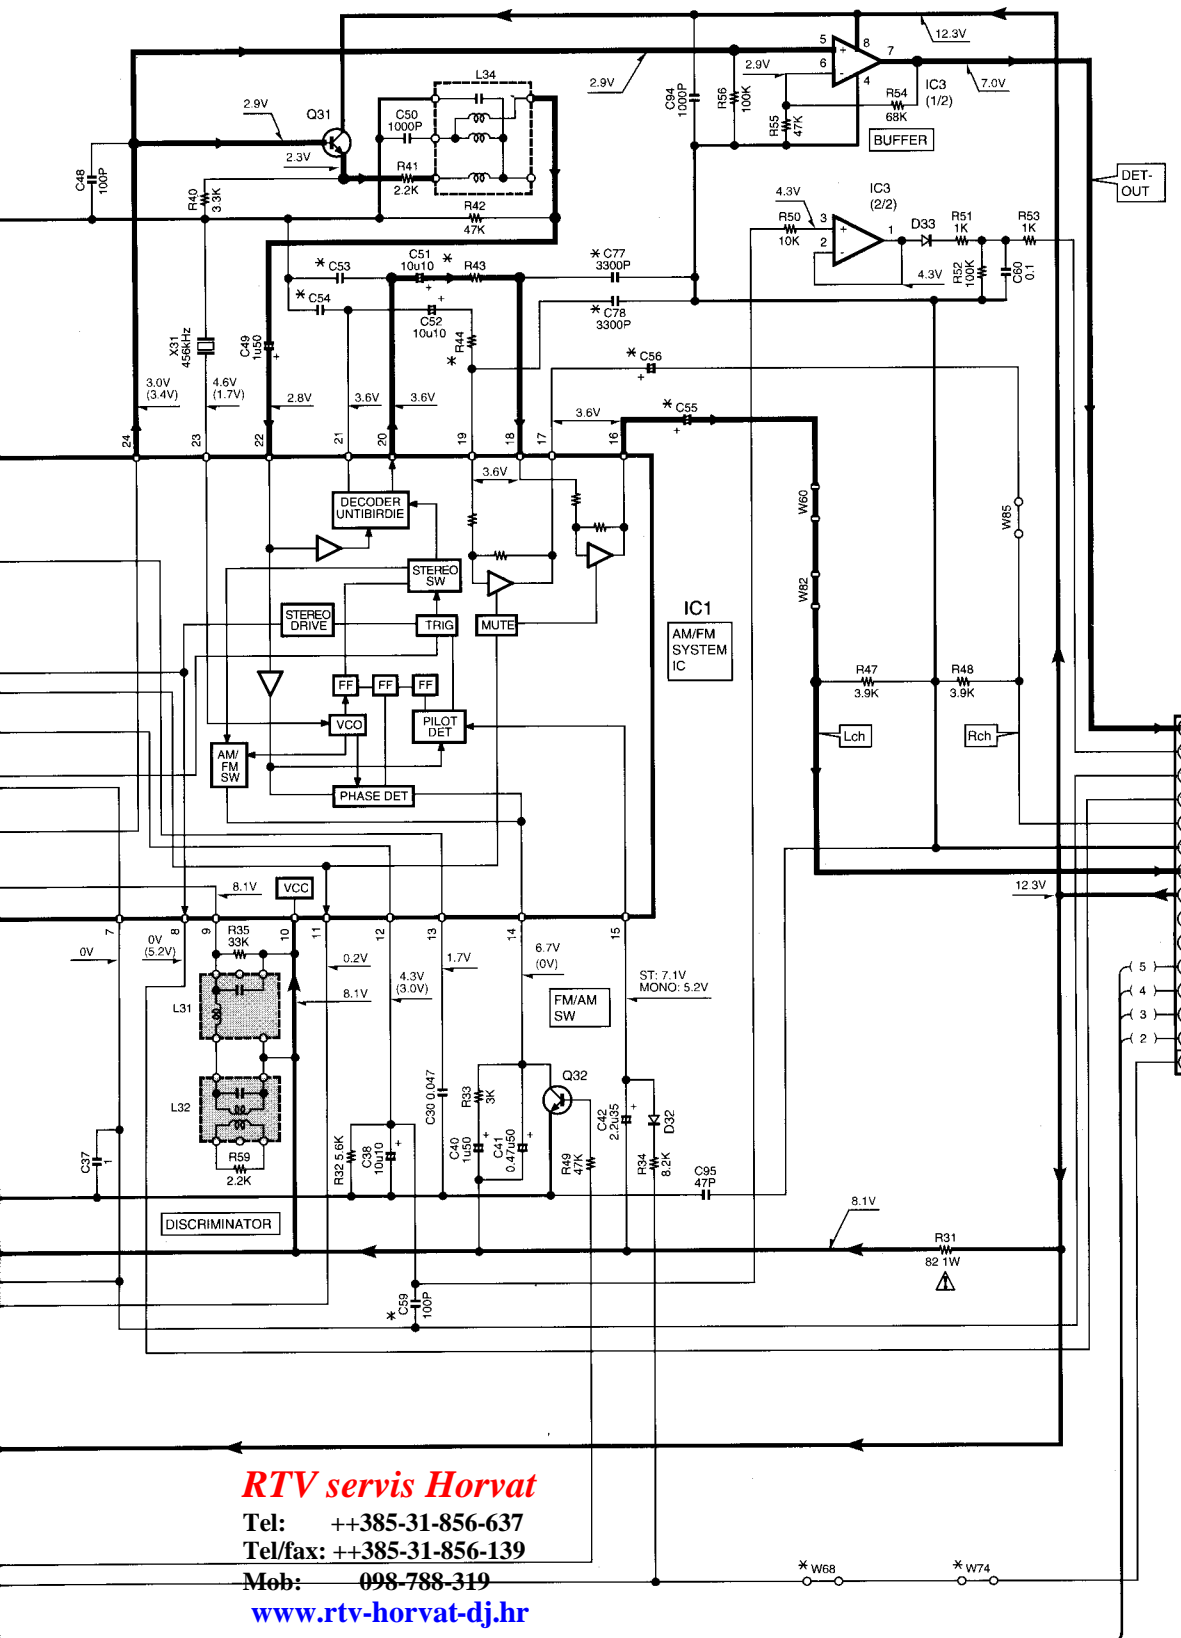 12.3V
2.9V
5
6
8
7
4
2.9V
7.0V
IC3
(1/2)
R54
68K
BUFFER
R56
100K
R55
47K
C94
1000P
L34
C50
1000P
2.9V
Q31
2.3V
R41
2.2K
C48
100P
R40
3.3K
R42
47K
DET-
OUT
IC3
(2/2)
4.3V
R50
10K
3
2
1
D33
R51
1K
R53
1K
R52
100K
C60
0.1
4.3V
* C53
C51
10u10
*
R43
* C77
3300P
* C54
C52
10u10
* C78
3300P
X31
456kHz
C49
1u50
* R44
* C56
3.0V
(3.4V)
4.6V
(1.7V)
2.8V
3.6V
3.6V
3.6V
* C55
24
23
22
21
20
19
18
17
16
3.6V
DECODER
UNTIBIRDIE
W60
W85
STEREO
SW
W82
STEREO
DRIVE
TRIG
MUTE
IC1
AM/FM
SYSTEM
IC
FF
FF
FF
R47
3.9K
R48
3.9K
VCO
PILOT
DET
Lch
Rch
AM/
FM
SW
PHASE DET
8.1V
VCC
12.3V
7
8
9
10
11
12
13
14
15
0V
0V
(5.2V)
R35
33K
0.2V
4.3V
(3.0V)
1.7V
6.7V
(0V)
ST: 7.1V
MONO: 5.2V
8.1V
FM/AM
SW
L31
5
4
3
2
L32
Q32
R59
2.2K
C37
1
R32 5.6K
C38
10u10
C30 0.047
R33
3K
C40
1u50
C41
0.47u50
R49
47K
C42
2.2u35
D32
R34
8.2K
C95
47P
DISCRIMINATOR
8.1V
R31
82 1W
* C59
100P
RTV servis Horvat
Tel: ++385-31-856-637
Tel/fax: ++385-31-856-139
Mob: 098-788-319
www.rtv-horvat-dj.hr
* W68
* W74